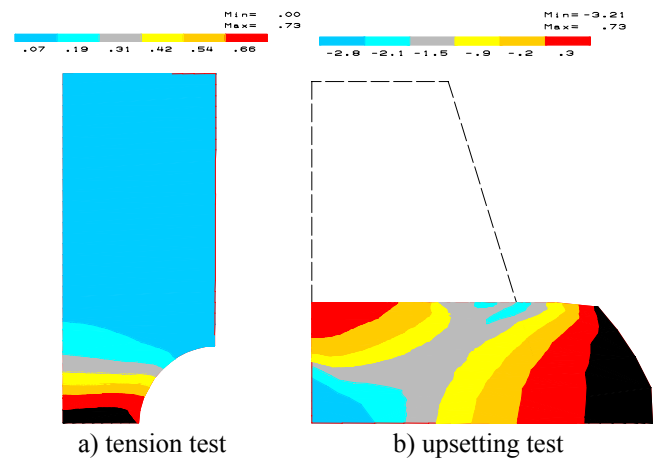 Min= .00
Max= .73
.07 .19 .31 .42 .54 .66
a) tension test
Min= -3.21
Max= .73
-2.8 -2.1 -1.5 -.9 -.2 .3
b) upsetting test